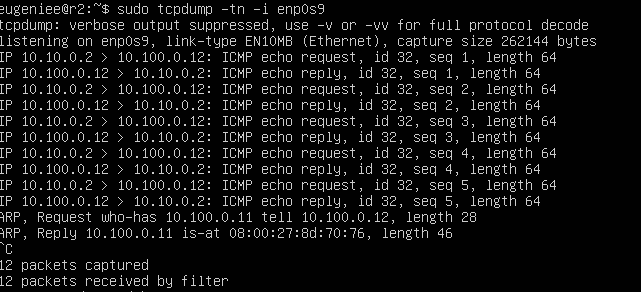 eugeniee@r2:~$ sudo tcpdump -tn -i enp0s9
tcpdump: verbose output suppressed, use -v or -vv for full protocol decode
listening on enp0s9, link-type EN10MB (Ethernet), capture size 262144 bytes
IP 10.10.0.2 > 10.100.0.12: ICMP echo request, id 32, seq 1, length 64
IP 10.100.0.12 > 10.10.0.2: ICMP echo reply, id 32, seq 1, length 64
IP 10.10.0.2 > 10.100.0.12: ICMP echo request, id 32, seq 2, length 64
IP 10.100.0.12 > 10.10.0.2: ICMP echo reply, id 32, seq 2, length 64
IP 10.10.0.2 > 10.100.0.12: ICMP echo request, id 32, seq 3, length 64
IP 10.100.0.12 > 10.10.0.2: ICMP echo reply, id 32, seq 3, length 64
IP 10.10.0.2 > 10.100.0.12: ICMP echo request, id 32, seq 4, length 64
IP 10.100.0.12 > 10.10.0.2: ICMP echo reply, id 32, seq 4, length 64
IP 10.10.0.2 > 10.100.0.12: ICMP echo request, id 32, seq 5, length 64
IP 10.100.0.12 > 10.10.0.2: ICMP echo reply, id 32, seq 5, length 64
ARP, Request who-has 10.100.0.11 tell 10.100.0.12, length 28
ARP, Reply 10.100.0.11 is-at 08:00:27:8d:70:76, length 46
^C
12 packets captured
12 packets received by filter